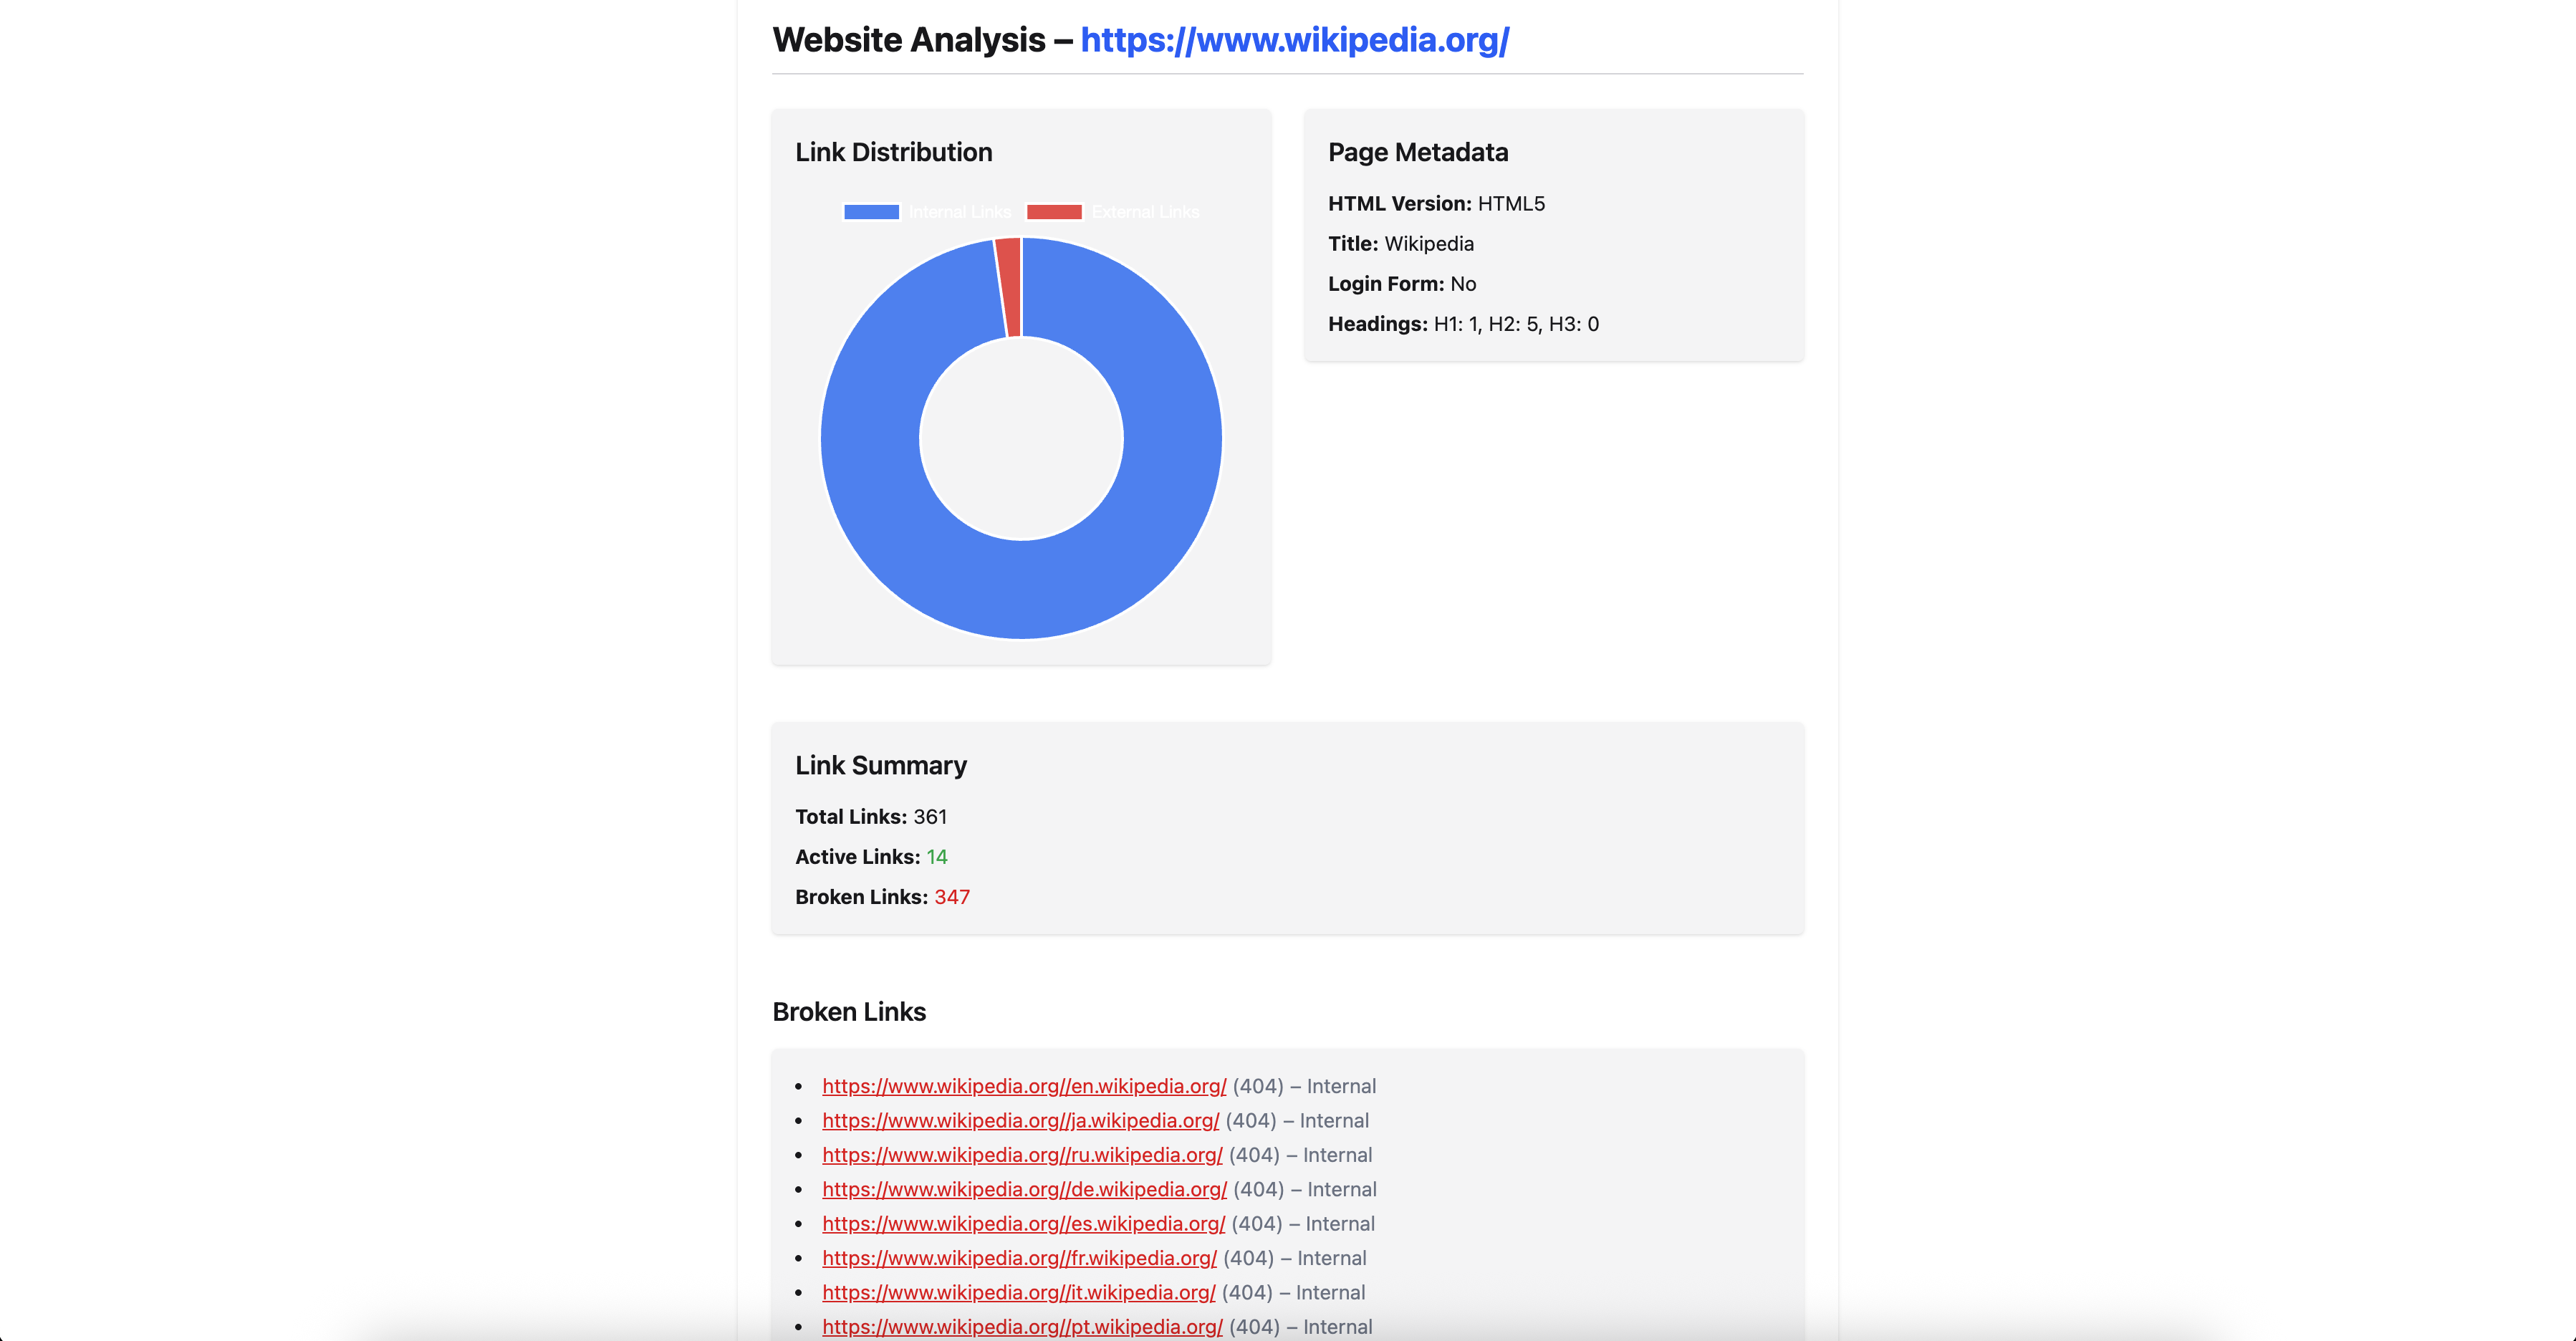 Website Analysis – https://www.wikipedia.org/
Link Distribution
Internal Links External Links
Page Metadata
HTML Version: HTML5
Title: Wikipedia
Login Form: No
Headings: H1: 1, H2: 5, H3: 0
Link Summary
Total Links: 361
Active Links: 14
Broken Links: 347
Broken Links
• https://www.wikipedia.org//en.wikipedia.org/ (404) – Internal
• https://www.wikipedia.org//ja.wikipedia.org/ (404) – Internal
• https://www.wikipedia.org//ru.wikipedia.org/ (404) – Internal
• https://www.wikipedia.org//de.wikipedia.org/ (404) – Internal
• https://www.wikipedia.org//es.wikipedia.org/ (404) – Internal
• https://www.wikipedia.org//fr.wikipedia.org/ (404) – Internal
• https://www.wikipedia.org//it.wikipedia.org/ (404) – Internal
• https://www.wikipedia.org//pt.wikipedia.org/ (404) – Internal